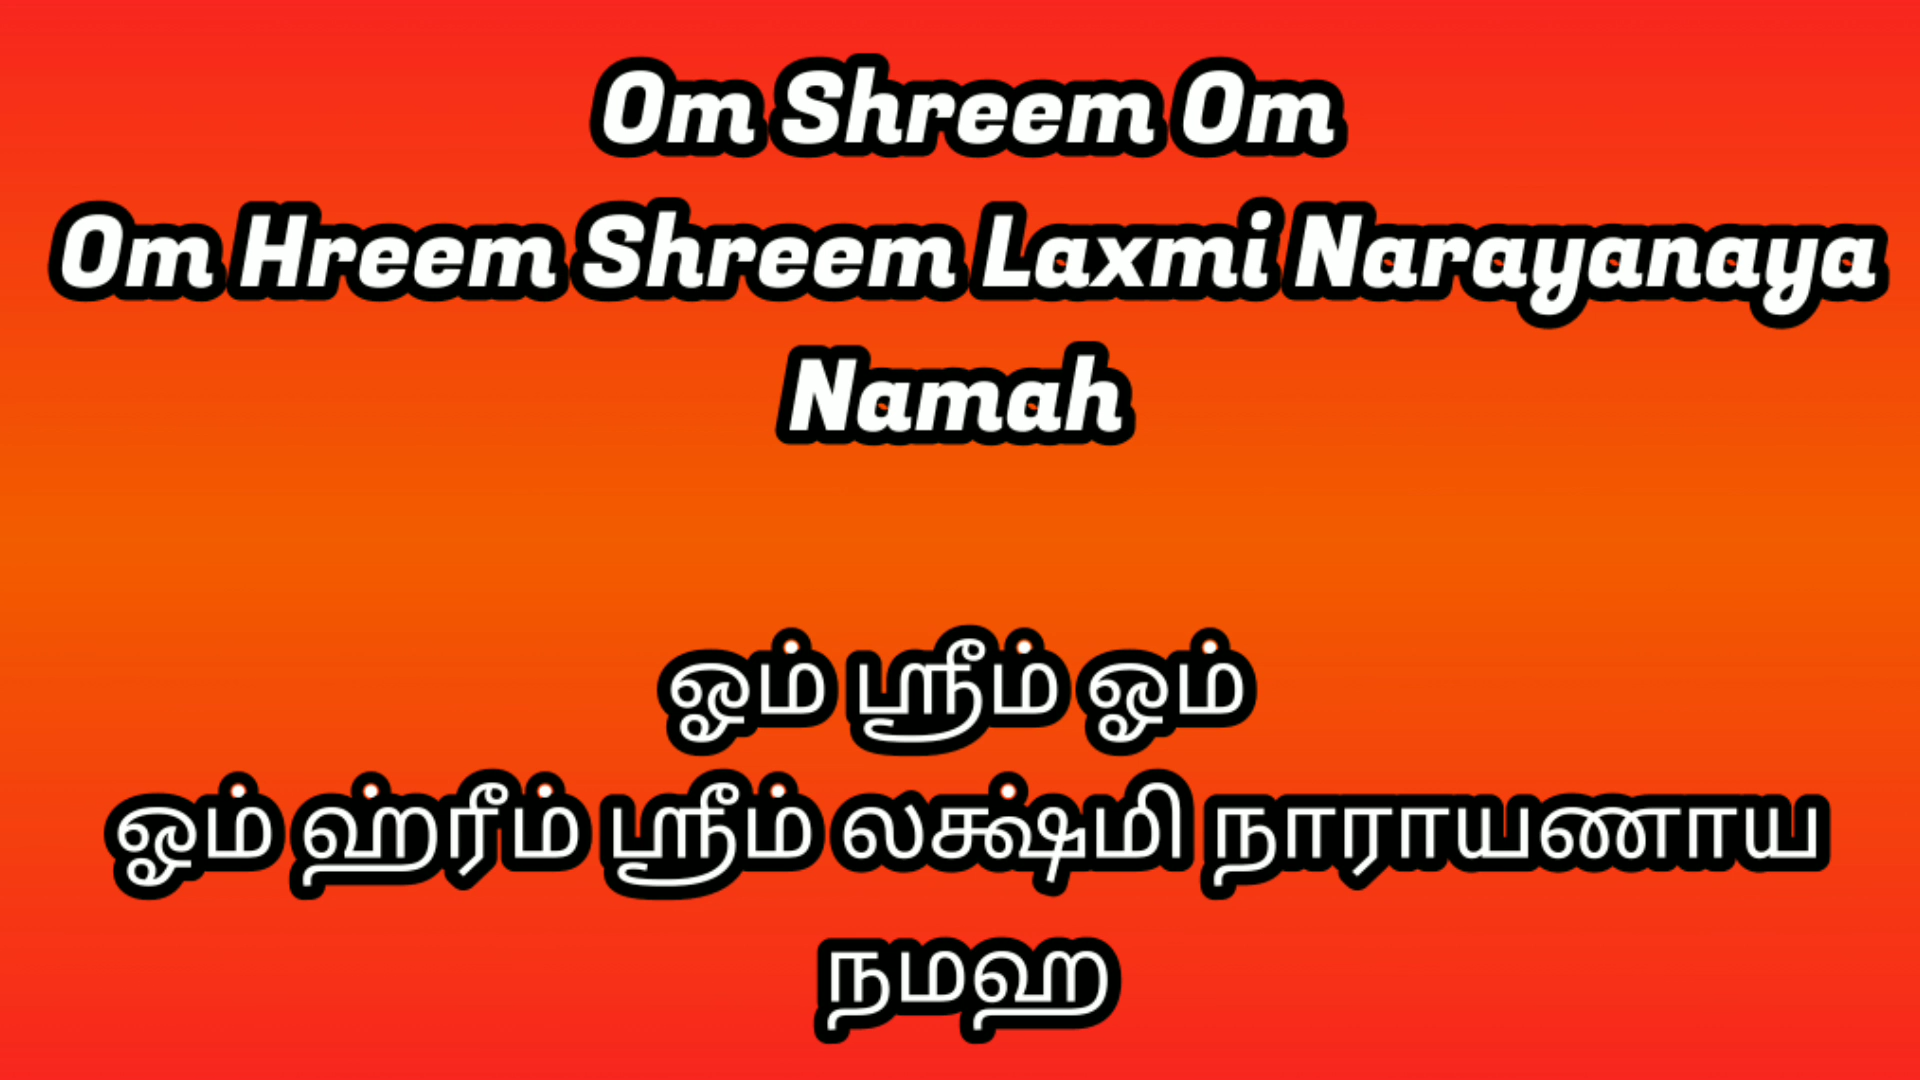 Om Shreem Om
Om Hreem Shreem Laxmi Narayanaya
Namah
ஓம் ஸ்ரீம் ஓம்
ஓம் ஹ்ரீம் ஸ்ரீம் லக்ஷ்மி நாராயணாய
நமஹ